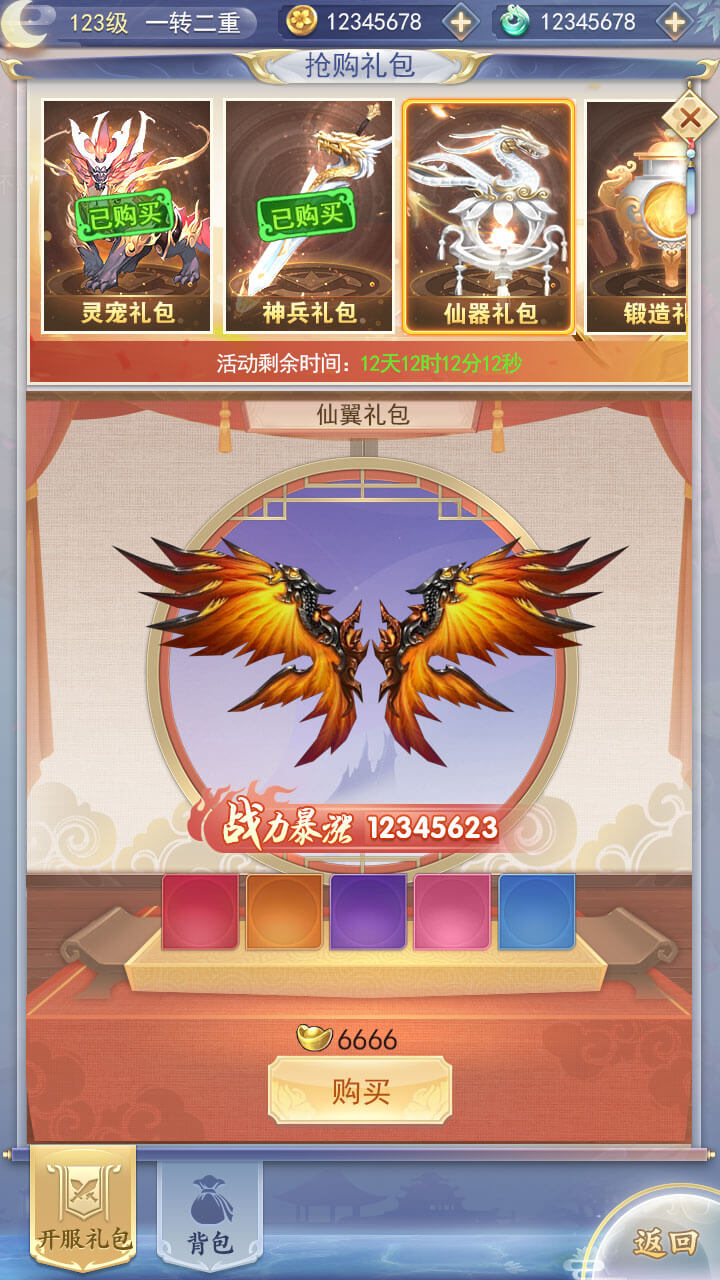 123级 一转二重 12345678 12345678
抢购礼包
已购买 已购买
灵宠礼包 神兵礼包 仙器礼包 锻造礼
活动剩余时间：12天12时12分12秒
仙翼礼包
战力暴涨 12345623
6666
购买
开服礼包 背包 返回